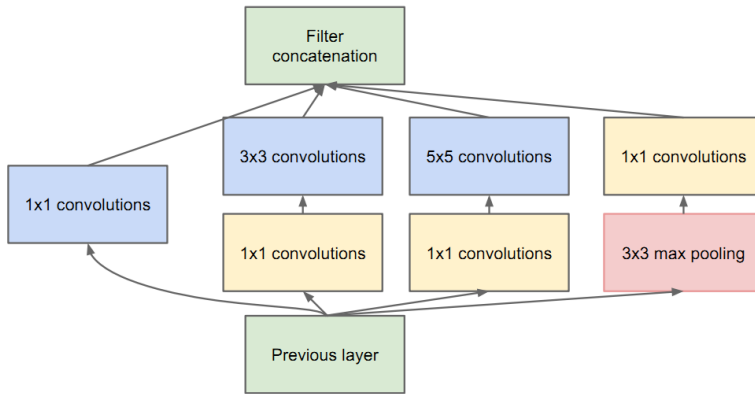 Filter
concatenation
3x3 convolutions
5x5 convolutions
1x1 convolutions
1x1 convolutions
1x1 convolutions
1x1 convolutions
3x3 max pooling
Previous layer